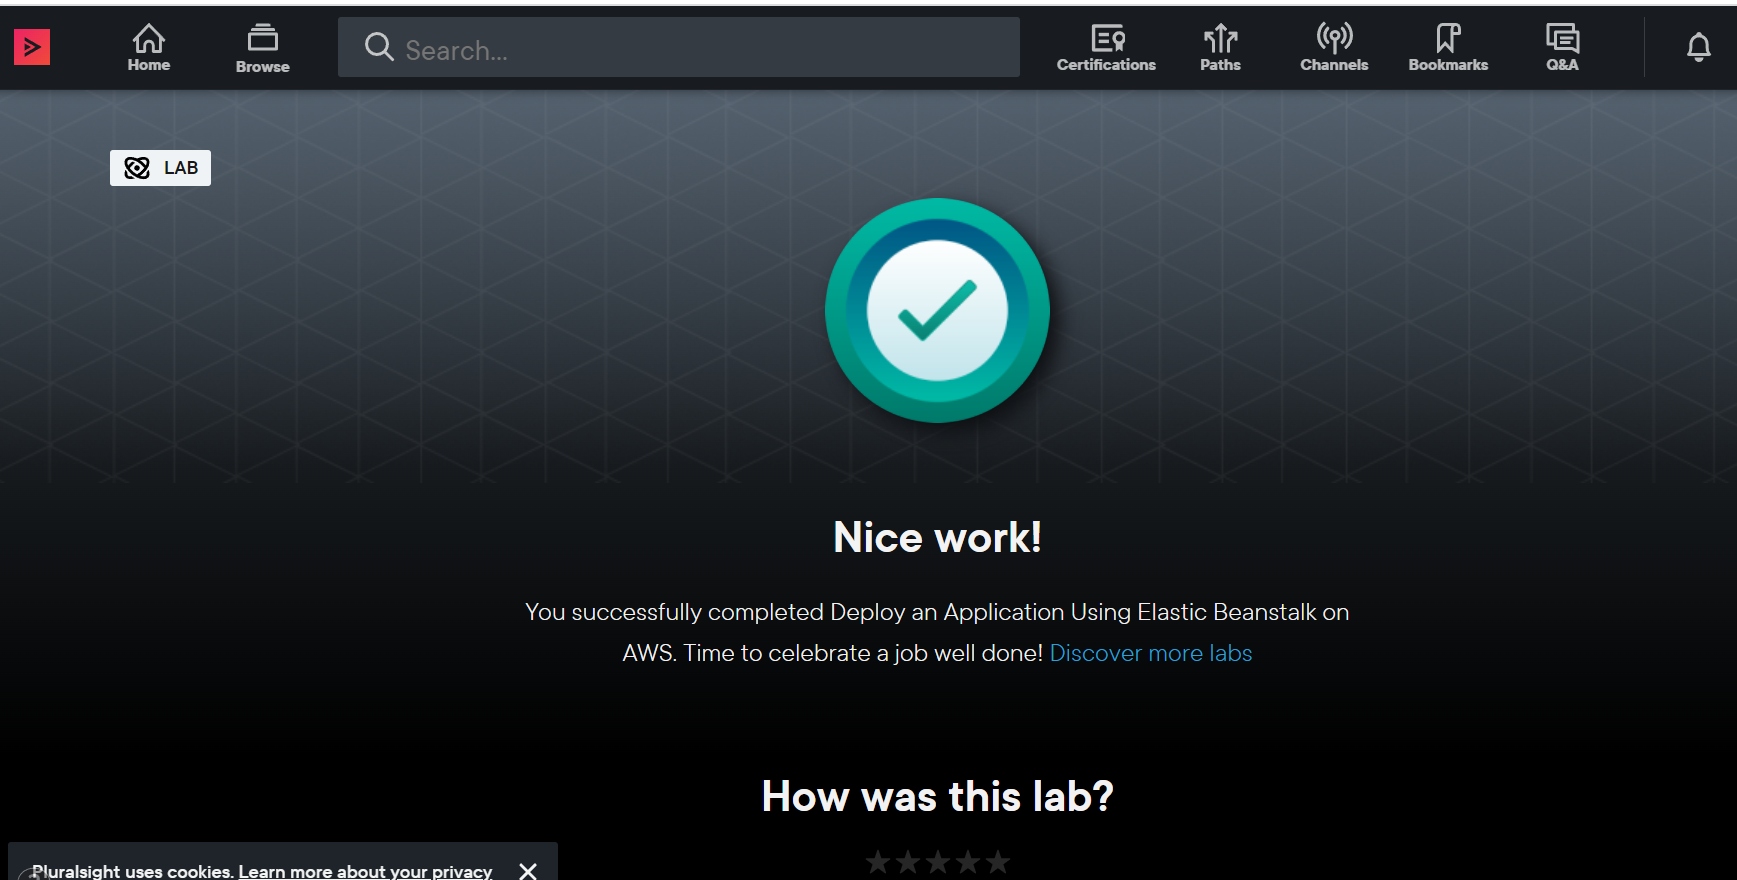 Home
Browse
Search...
Certifications
Paths
Channels
Bookmarks
Q&A
LAB
Nice work!
You successfully completed Deploy an Application Using Elastic Beanstalk on
AWS. Time to celebrate a job well done! Discover more labs
How was this lab?
Pluralsight uses cookies. Learn more about your privacy